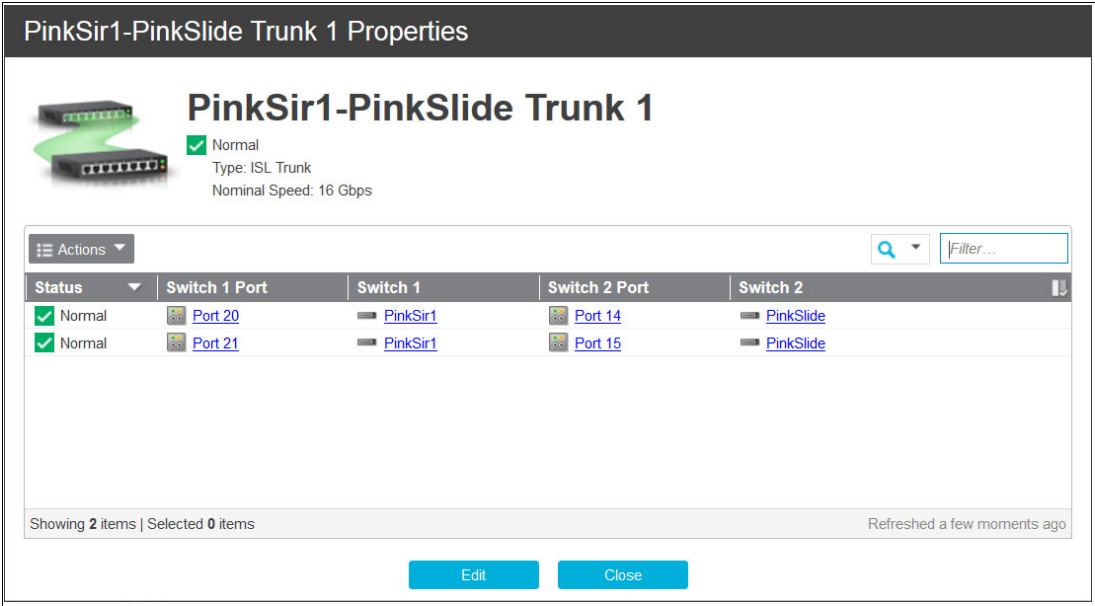 PinkSir1-PinkSlide Trunk 1 Properties
PinkSir1-PinkSlide Trunk 1
Normal
Type: ISL Trunk
Nominal Speed: 16 Gbps
Actions Filter...
Status Switch 1 Port Switch 1 Switch 2 Port Switch 2
Normal Port 20 PinkSir1 Port 14 PinkSlide
Normal Port 21 PinkSir1 Port 15 PinkSlide
Showing 2 items | Selected 0 items Refreshed a few moments ago
Edit Close